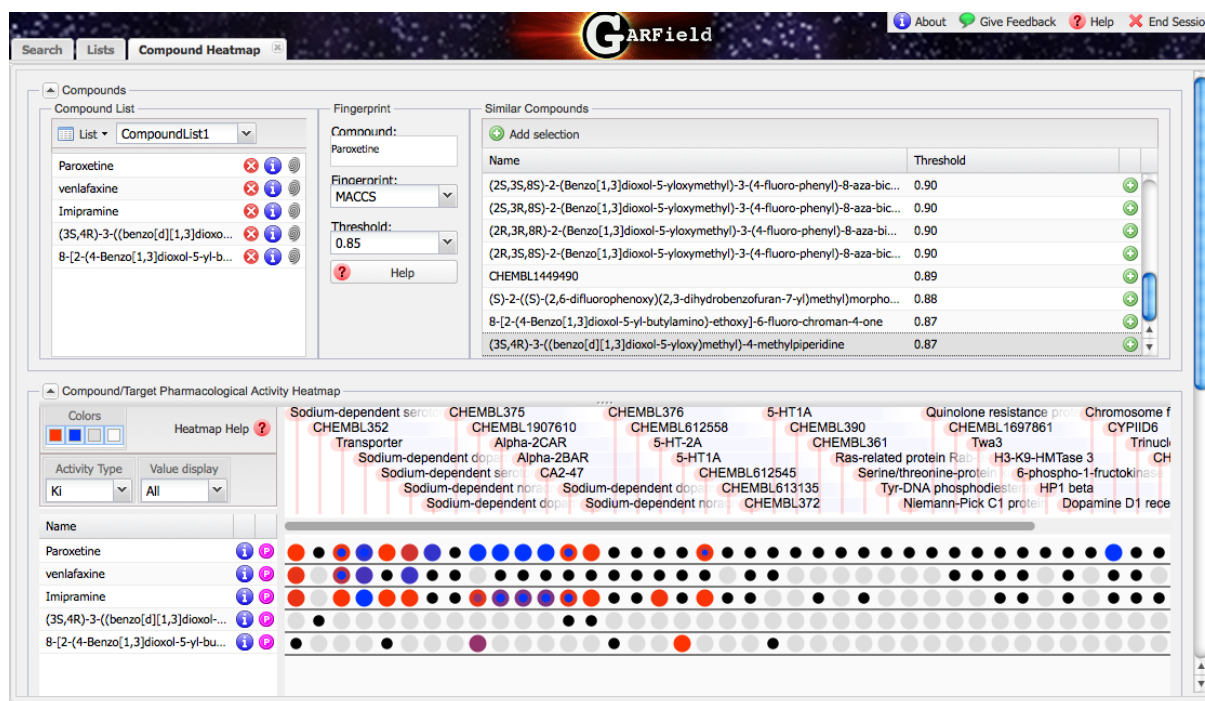 GARField
About Give Feedback Help End Sessio
Search Lists Compound Heatmap
Compounds
Compound List
List CompoundList1
Paroxetine
venlafaxine
Imipramine
(3S,4R)-3-((benzo[d][1,3]dioxo...
8-[2-(4-Benzo[1,3]dioxol-5-yl-b...
Fingerprint
Compound:
Paroxetine
Fingerprint:
MACCS
Threshold:
0.85
? Help
Similar Compounds
Add selection
Name Threshold
(2S,3S,8S)-2-(Benzo[1,3]dioxol-5-yloxymethyl)-3-(4-fluoro-phenyl)-8-aza-bic... 0.90
(2S,3R,8S)-2-(Benzo[1,3]dioxol-5-yloxymethyl)-3-(4-fluoro-phenyl)-8-aza-bic... 0.90
(2R,3R,8R)-2-(Benzo[1,3]dioxol-5-yloxymethyl)-3-(4-fluoro-phenyl)-8-aza-bi... 0.90
(2R,3S,8S)-2-(Benzo[1,3]dioxol-5-yloxymethyl)-3-(4-fluoro-phenyl)-8-aza-bic... 0.90
CHEMBL1449490 0.89
(S)-2-((S)-(2,6-difluorophenoxy)(2,3-dihydrobenzofuran-7-yl)methyl)morpho... 0.88
8-[2-(4-Benzo[1,3]dioxol-5-yl-butylamino)-ethoxy]-6-fluoro-chroman-4-one 0.87
(3S,4R)-3-((benzo[d][1,3]dioxol-5-yloxy)methyl)-4-methylpiperidine 0.87
Compound/Target Pharmacological Activity Heatmap
Colors
Heatmap Help ?
Activity Type Value display
Ki All
Sodium-dependent sero CHEMBL375 CHEMBL376 5-HT1A Quinolone resistance pro Chromosome f
CHEMBL352 CHEMBL1907610 CHEMBL612558 CHEMBL390 CHEMBL1697861 CYPIID6
Transporter Alpha-2CAR 5-HT-2A CHEMBL361 Twa3 Trinucl
Sodium-dependent dopa Alpha-2BAR 5-HT1A Ras-related protein Rab- H3-K9-HMTase 3 CH
Sodium-dependent sero CA2-47 CHEMBL612545 Serine/threonine-protein 6-phospho-1-fructokinase
Sodium-dependent nora Sodium-dependent dopa CHEMBL613135 Tyr-DNA phosphodiester HP1 beta
Sodium-dependent dopa Sodium-dependent nora CHEMBL372 Niemann-Pick C1 protein Dopamine D1 rece
Name
Paroxetine
venlafaxine
Imipramine
(3S,4R)-3-((benzo[d][1,3]dioxol-...
8-[2-(4-Benzo[1,3]dioxol-5-yl-bu...